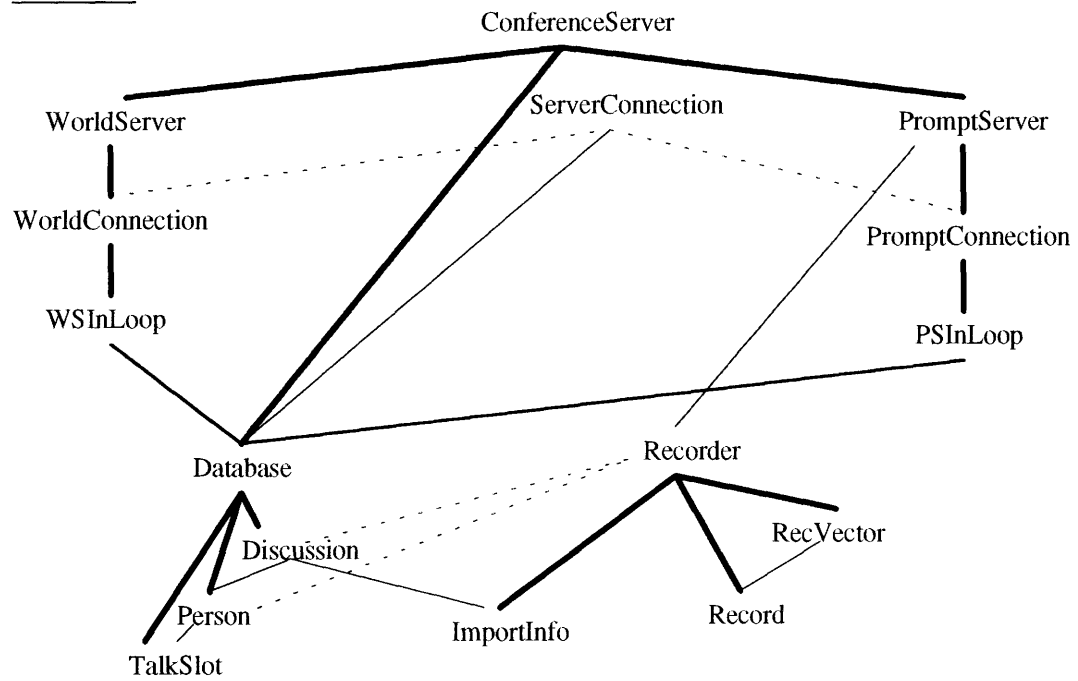 ConferenceServer
ServerConnection
WorldServer
PromptServer
WorldConnection
PromptConnection
WSInLoop
PSInLoop
Recorder
Database
RecVector
Discussion
Person
Record
ImportInfo
TalkSlot